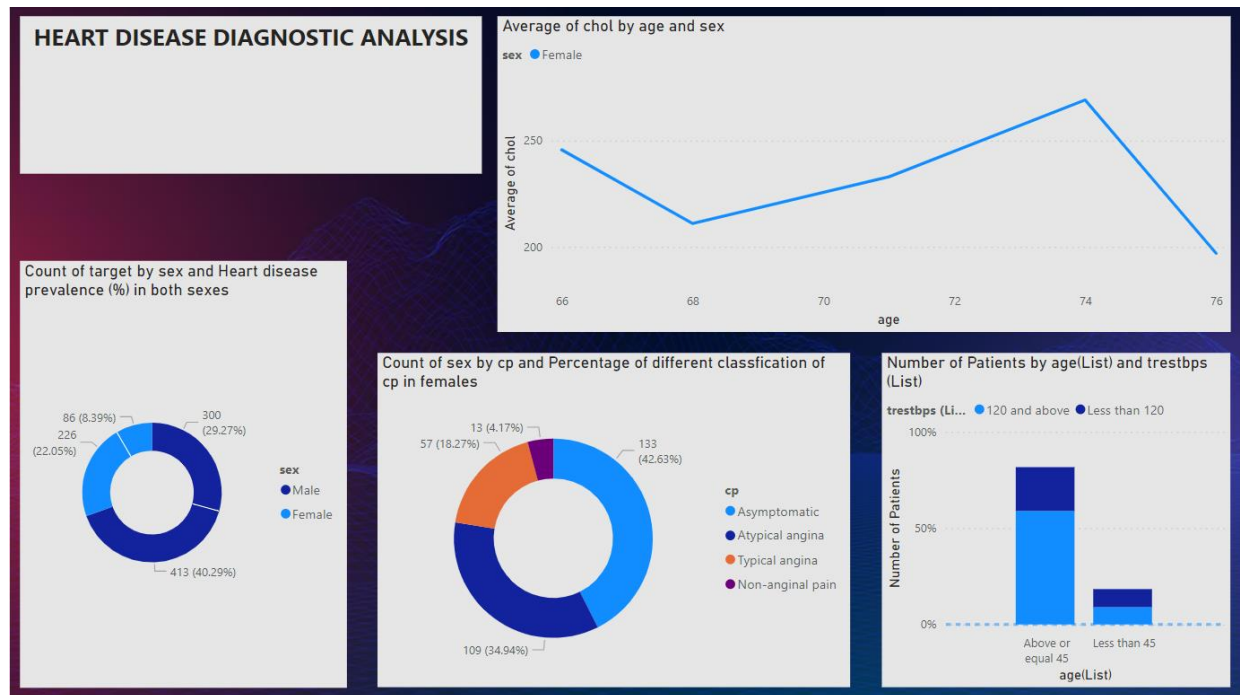 HEART DISEASE DIAGNOSTIC ANALYSIS
Average of chol by age and sex
sex Female
250
200
Average of chol
66 68 70 72 74 76
age
Count of target by sex and Heart disease
prevalence (%) in both sexes
86 (8.39%)
226
(22.05%)
300
(29.27%)
413 (40.29%)
sex
Male
Female
Count of sex by cp and Percentage of different classfication of
cp in females
13 (4.17%)
57 (18.27%)
133
(42.63%)
109 (34.94%)
cp
Asymptomatic
Atypical angina
Typical angina
Non-anginal pain
Number of Patients by age(List) and trestbps
(List)
trestbps (Li... 120 and above Less than 120
100%
50%
0%
Number of Patients
Above or
equal 45
Less than 45
age(List)